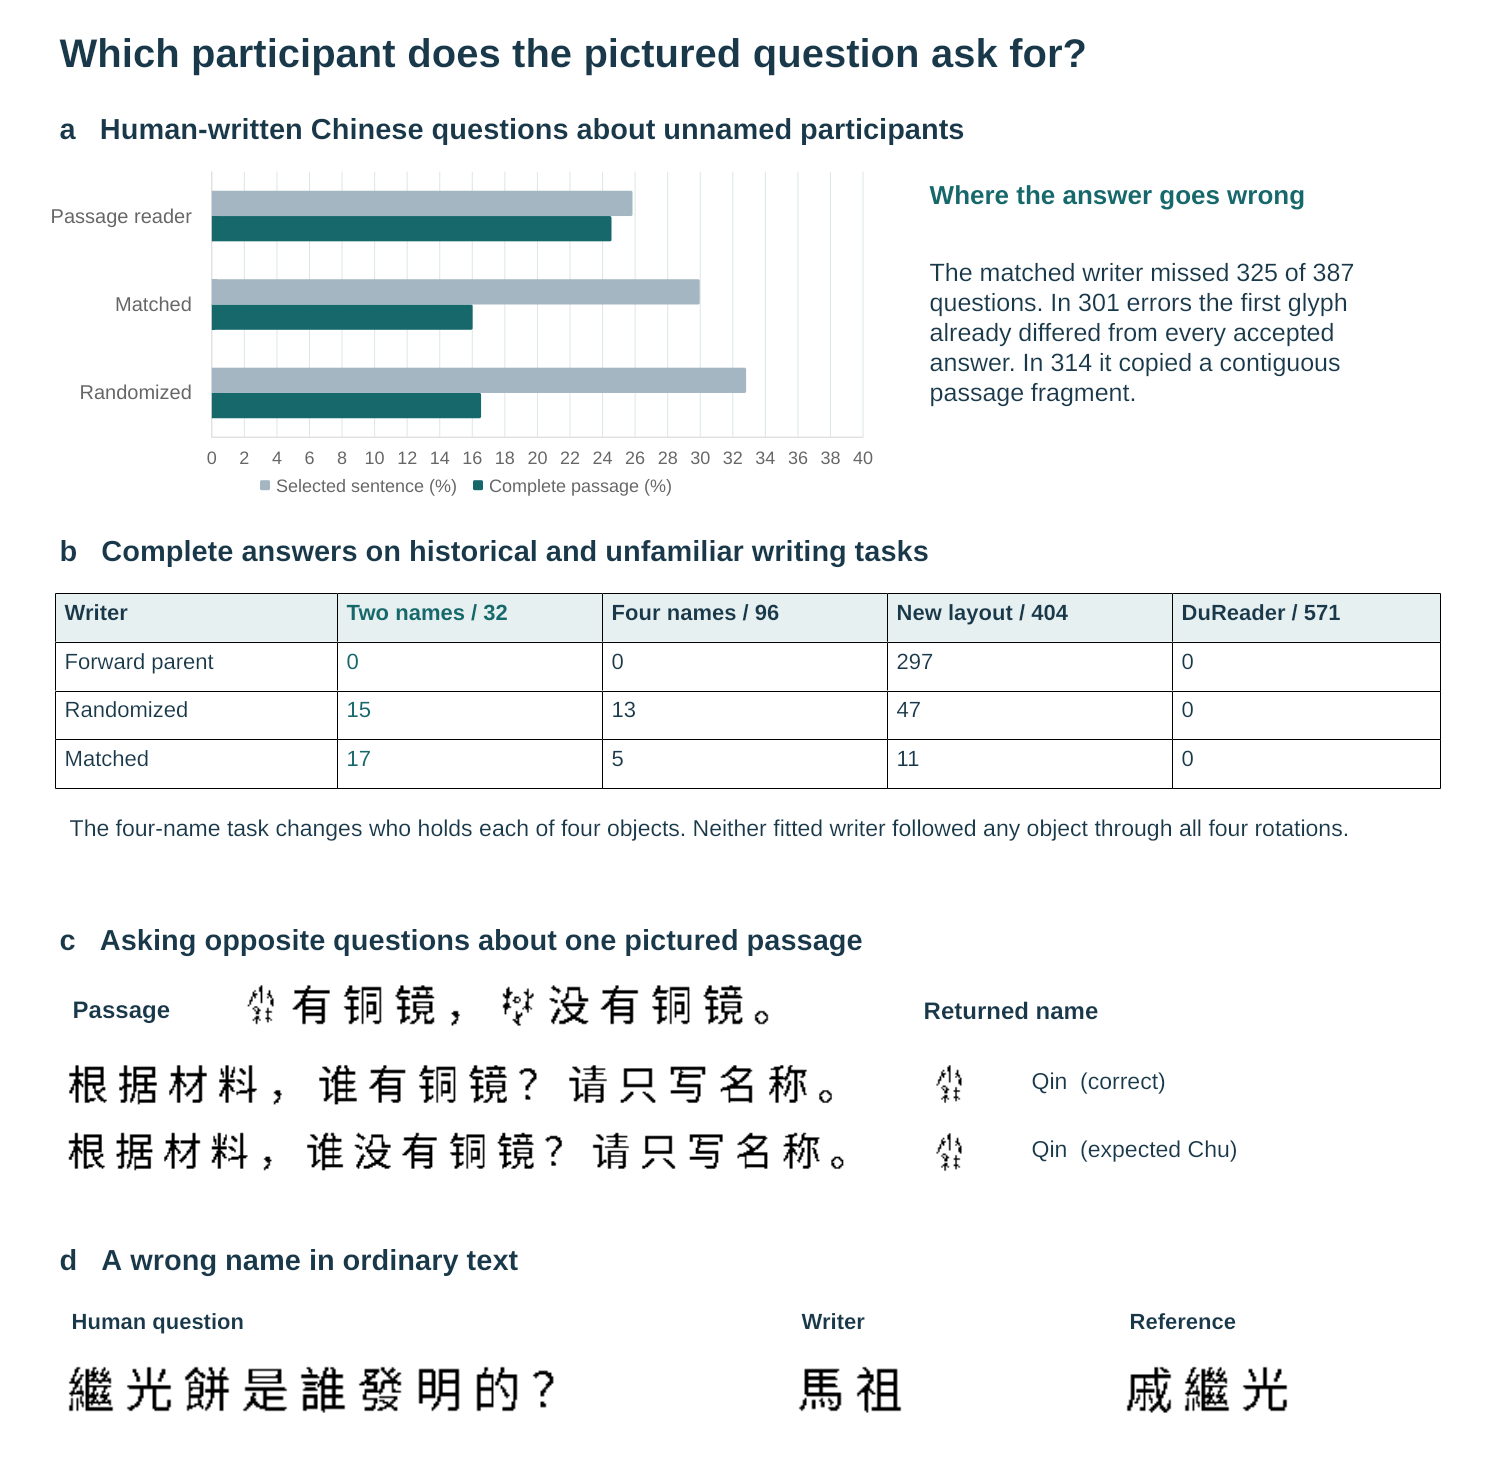 Which participant does the pictured question ask for?
a Human-written Chinese questions about unnamed participants
Passage reader
Matched
Randomized
0 2 4 6 8 10 12 14 16 18 20 22 24 26 28 30 32 34 36 38 40
Selected sentence (%) Complete passage (%)
Where the answer goes wrong
The matched writer missed 325 of 387
questions. In 301 errors the first glyph
already differed from every accepted
answer. In 314 it copied a contiguous
passage fragment.
b Complete answers on historical and unfamiliar writing tasks
Writer Two names / 32 Four names / 96 New layout / 404 DuReader / 571
Forward parent 0 0 297 0
Randomized 15 13 47 0
Matched 17 5 11 0
The four-name task changes who holds each of four objects. Neither fitted writer followed any object through all four rotations.
c Asking opposite questions about one pictured passage
Passage 有铜镜， 没有铜镜。 Returned name
根据材料，谁有铜镜？请只写名称。 Qin (correct)
根据材料，谁没有铜镜？请只写名称。 Qin (expected Chu)
d A wrong name in ordinary text
Human question Writer Reference
繼光餅是誰發明的？ 馬祖 戚繼光